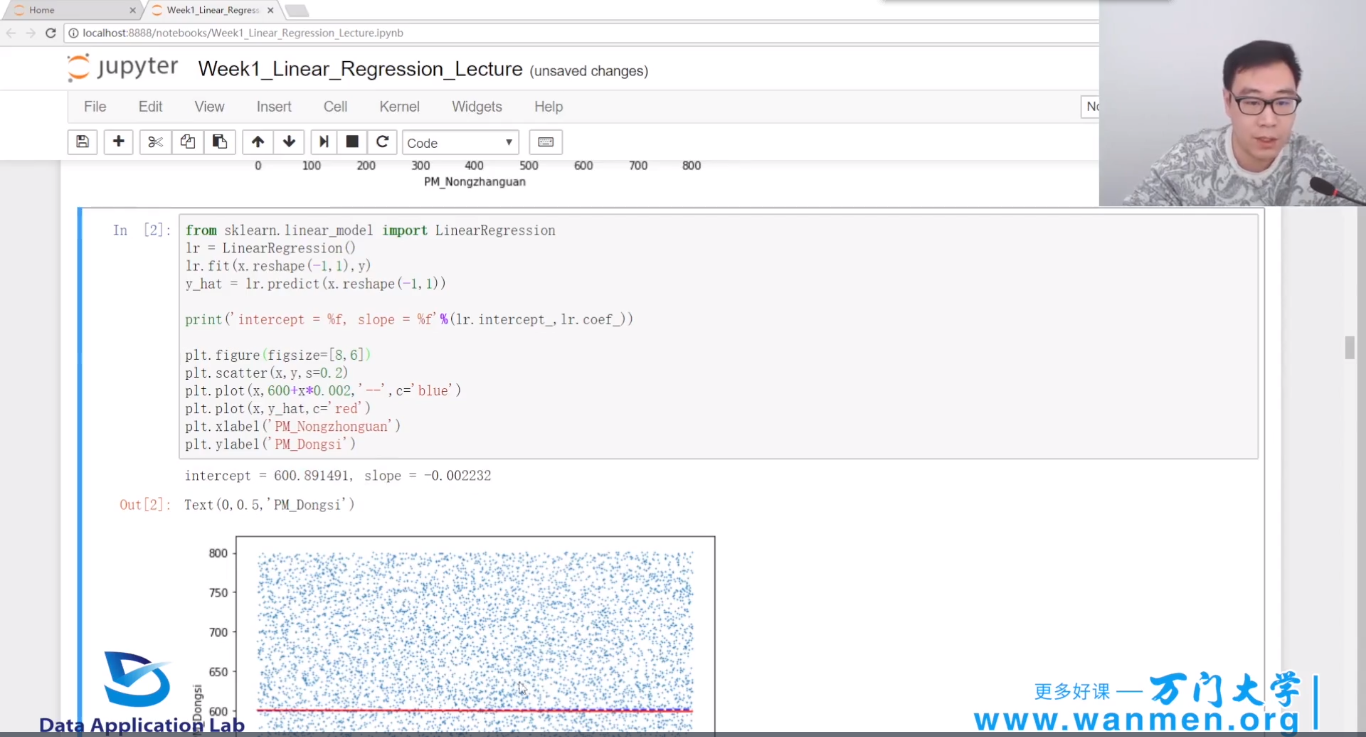 Home
Week1_Linear_Regress
localhost:8888/notebooks/Week1_Linear_Regression_Lecture.ipynb
jupyter Week1_Linear_Regression_Lecture (unsaved changes)
File Edit View Insert Cell Kernel Widgets Help
Code
0 100 200 300 400 500 600 700 800
PM_Nongzhanguan
In [2]: from sklearn.linear_model import LinearRegression
lr = LinearRegression()
lr.fit(x.reshape(-1,1),y)
y_hat = lr.predict(x.reshape(-1,1))
print('intercept = %f, slope = %f'%(lr.intercept_,lr.coef_))
plt.figure(figsize=[8,6])
plt.scatter(x,y,s=0.2)
plt.plot(x,600+x*0.002,'--',c='blue')
plt.plot(x,y_hat,c='red')
plt.xlabel('PM_Nongzhonguan')
plt.ylabel('PM_Dongsi')
intercept = 600.891491, slope = -0.002232
Out[2]: Text(0,0.5,'PM_Dongsi')
800
750
700
650
600
Dongsi
Data Application Lab
更多好课 — 万门大学
www.wanmen.org